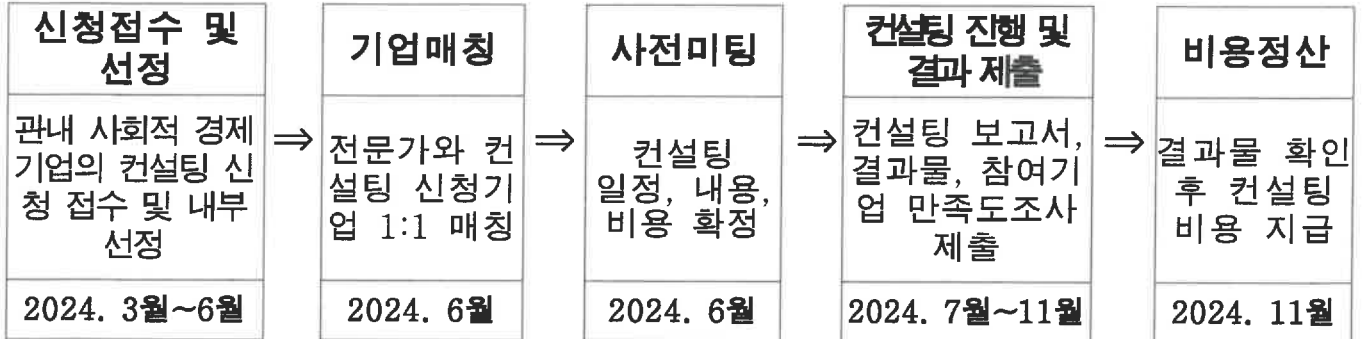 신청접수 및
선정
관내 사회적 경제
기업의 컨설팅 신
청 접수 및 내부
선정
2024. 3월~6월
⇒
기업매칭
전문가와 컨
설팅 신청기
업 1:1 매칭
2024. 6월
⇒
사전미팅
컨설팅
일정, 내용,
비용 확정
2024. 6월
⇒
컨설팅 진행 및
결과 제출
컨설팅 보고서,
결과물, 참여기
업 만족도조사
제출
2024. 7월~11월
⇒
비용정산
결과물 확인
후 컨설팅
비용 지급
2024. 11월